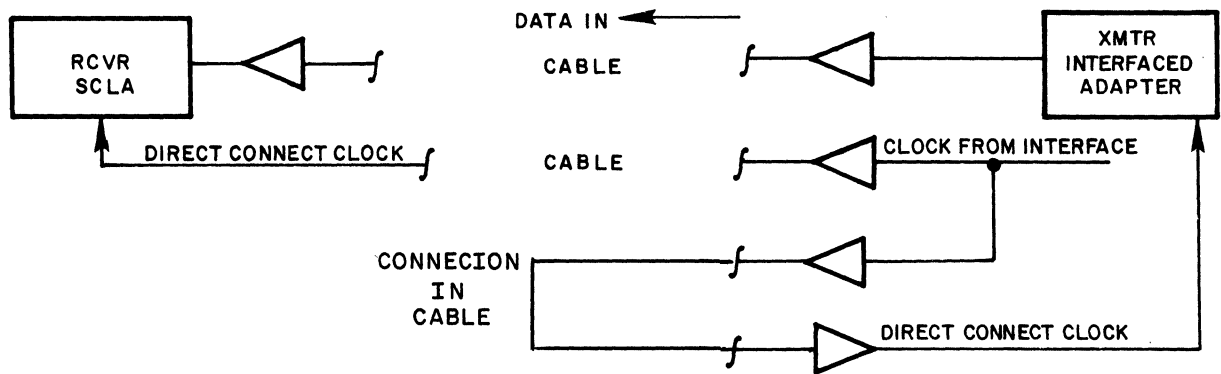 DATA IN
RCVR
SCLA
CABLE
XMTR
INTERFACED
ADAPTER
DIRECT CONNECT CLOCK
CABLE
CLOCK FROM INTERFACE
CONNECION
IN
CABLE
DIRECT CONNECT CLOCK